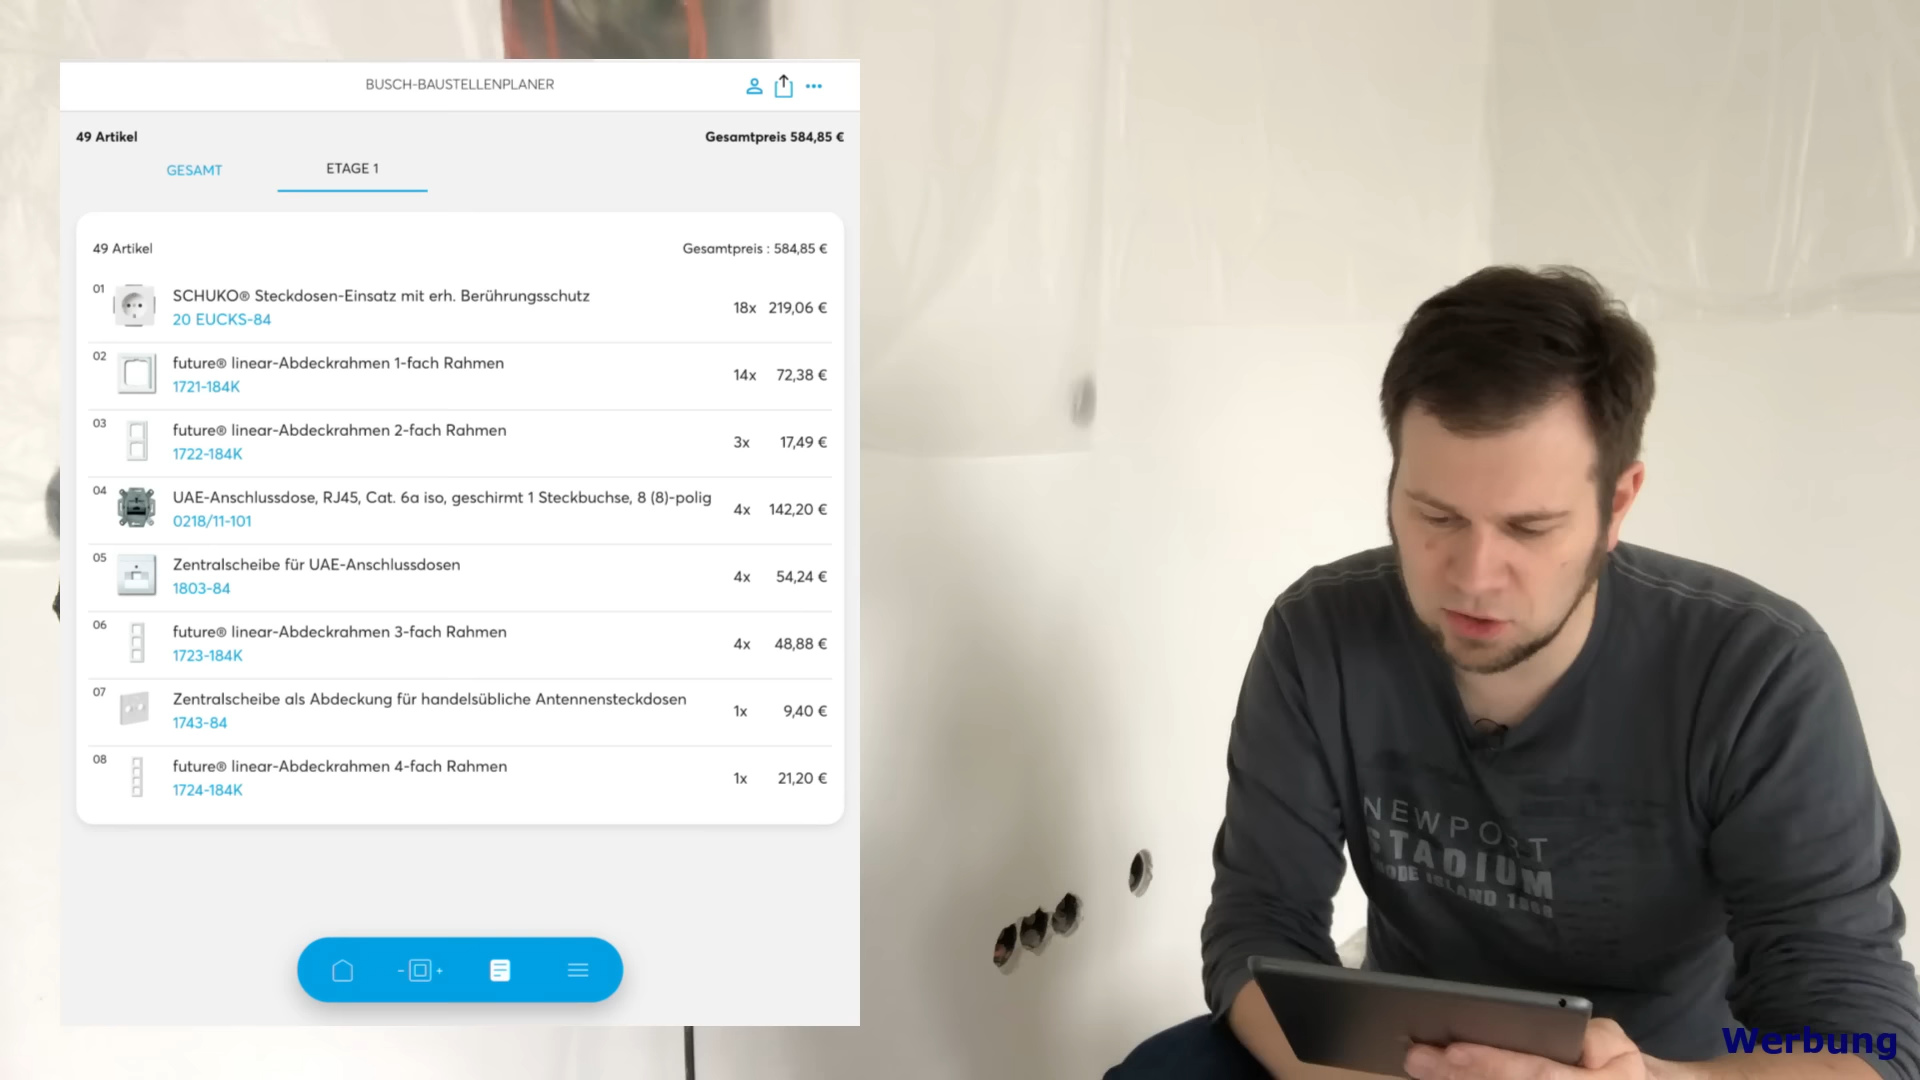 BUSCH-BAUSTELLENPLANER
49 Artikel
Gesamtpreis 584,85 €
GESAMT
ETAGE 1
49 Artikel
Gesamtpreis : 584,85 €
01 SCHUKO® Steckdosen-Einsatz mit erh. Berührungsschutz
20 EUCKS-84
18x 219,06 €
02 future® linear-Abdeckrahmen 1-fach Rahmen
1721-184K
14x 72,38 €
03 future® linear-Abdeckrahmen 2-fach Rahmen
1722-184K
3x 17,49 €
04 UAE-Anschlussdose, RJ45, Cat. 6a iso, geschirmt 1 Steckbuchse, 8 (8)-polig
0218/11-101
4x 142,20 €
05 Zentralscheibe für UAE-Anschlussdosen
1803-84
4x 54,24 €
06 future® linear-Abdeckrahmen 3-fach Rahmen
1723-184K
4x 48,88 €
07 Zentralscheibe als Abdeckung für handelsübliche Antennensteckdosen
1743-84
1x 9,40 €
08 future® linear-Abdeckrahmen 4-fach Rahmen
1724-184K
1x 21,20 €
NEWPORT
STADIUM
ISLAND
Werbung